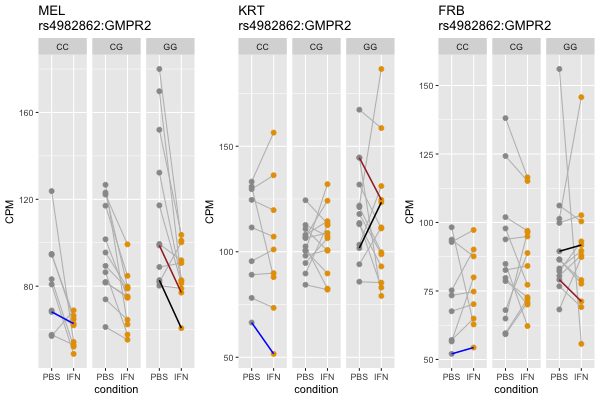 MEL
rs4982862:GMPR2
CC CG GG
CPM
160
120
80
PBS IFN PBS IFN PBS IFN
condition
KRT
rs4982862:GMPR2
CC CG GG
CPM
150
100
50
PBS IFN PBS IFN PBS IFN
condition
FRB
rs4982862:GMPR2
CC CG GG
CPM
150
125
100
75
50
PBS IFN PBS IFN PBS IFN
condition